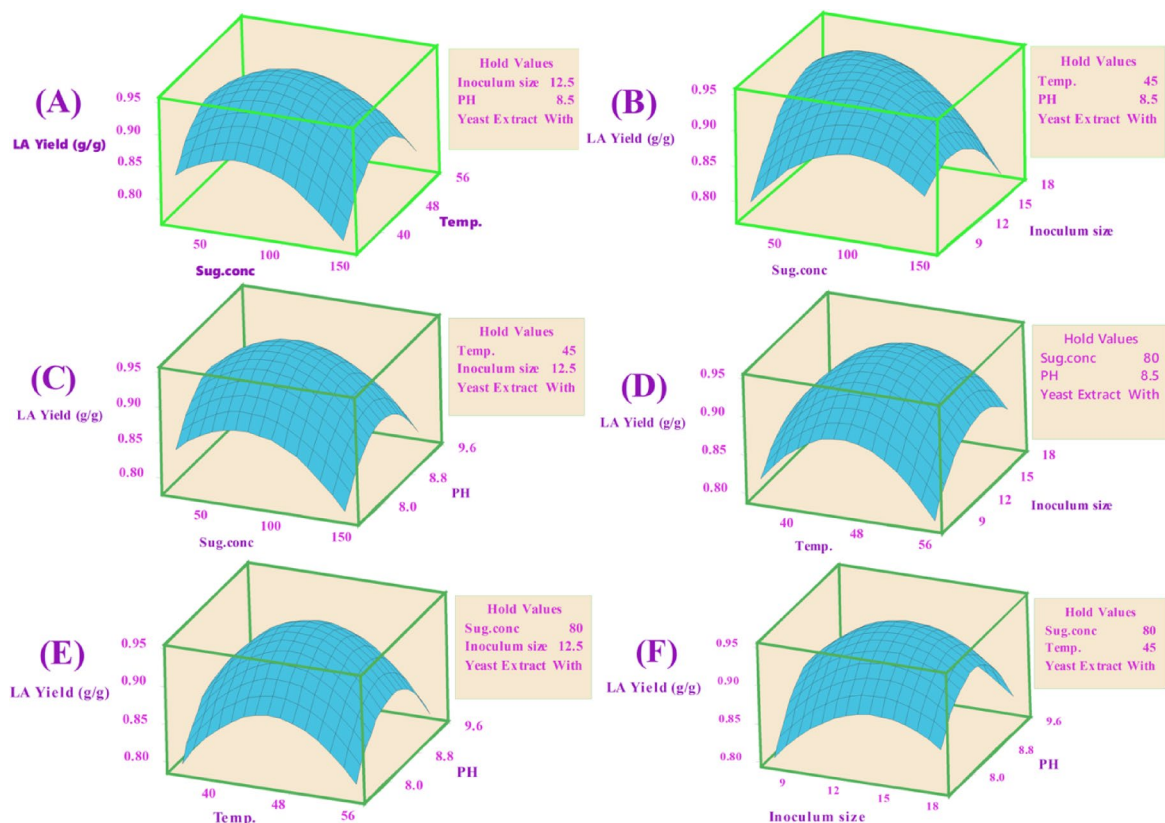 (A)
LA Yield (g/g)
0.95
0.90
0.85
0.80
50
100
150
Sug.conc
40
48
56
Temp.
Hold Values
Inoculum size 12.5
PH 8.5
Yeast Extract With
(B)
LA Yield (g/g)
0.95
0.90
0.85
0.80
50
100
150
Sug.conc
9
12
15
18
Inoculum size
Hold Values
Temp. 45
PH 8.5
Yeast Extract With
(C)
LA Yield (g/g)
0.95
0.90
0.85
0.80
50
100
150
Sug.conc
8.0
8.8
9.6
PH
Hold Values
Temp. 45
Inoculum size 12.5
Yeast Extract With
(D)
LA Yield (g/g)
0.95
0.90
0.85
0.80
40
48
56
Temp.
9
12
15
18
Inoculum size
Hold Values
Sug.conc 80
PH 8.5
Yeast Extract With
(E)
LA Yield (g/g)
0.95
0.90
0.85
0.80
40
48
56
Temp.
8.0
8.8
9.6
PH
Hold Values
Sug.conc 80
Inoculum size 12.5
Yeast Extract With
(F)
LA Yield (g/g)
0.95
0.90
0.85
0.80
9
12
15
18
Inoculum size
8.0
8.8
9.6
PH
Hold Values
Sug.conc 80
Temp. 45
Yeast Extract With